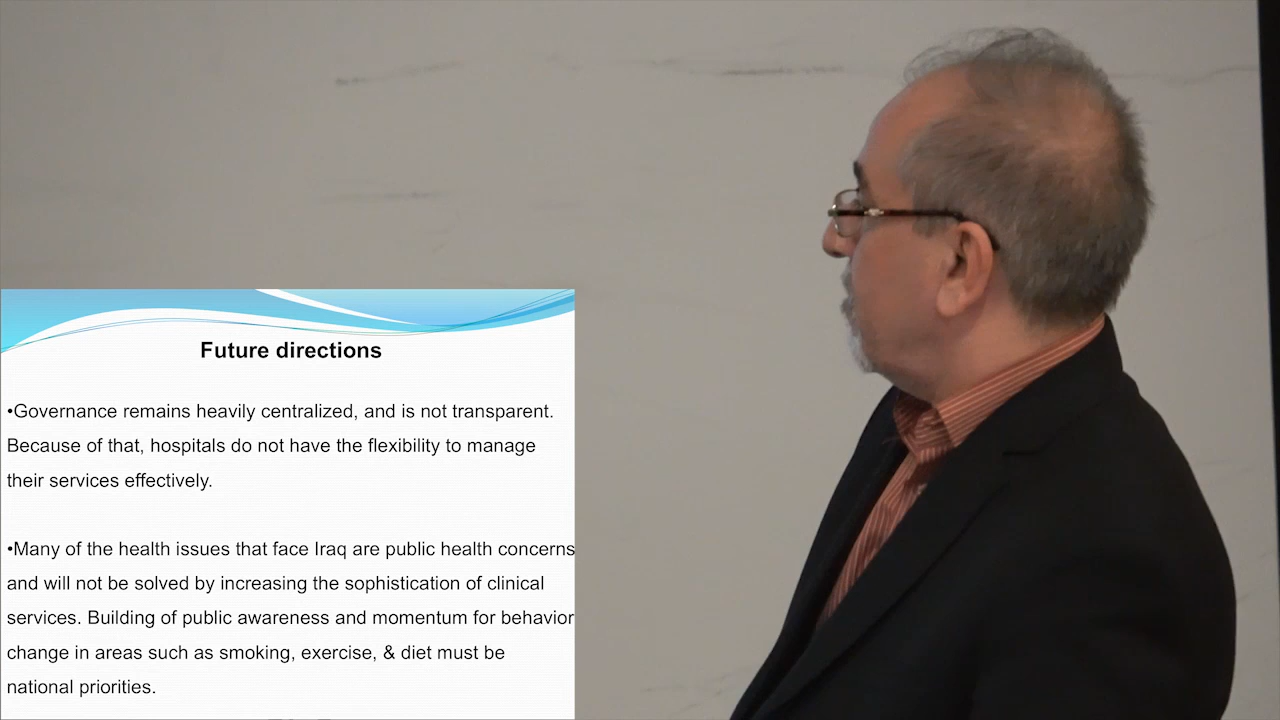 Future directions
•Governance remains heavily centralized, and is not transparent.
Because of that, hospitals do not have the flexibility to manage
their services effectively.
•Many of the health issues that face Iraq are public health concerns
and will not be solved by increasing the sophistication of clinical
services. Building of public awareness and momentum for behavior
change in areas such as smoking, exercise, & diet must be
national priorities.